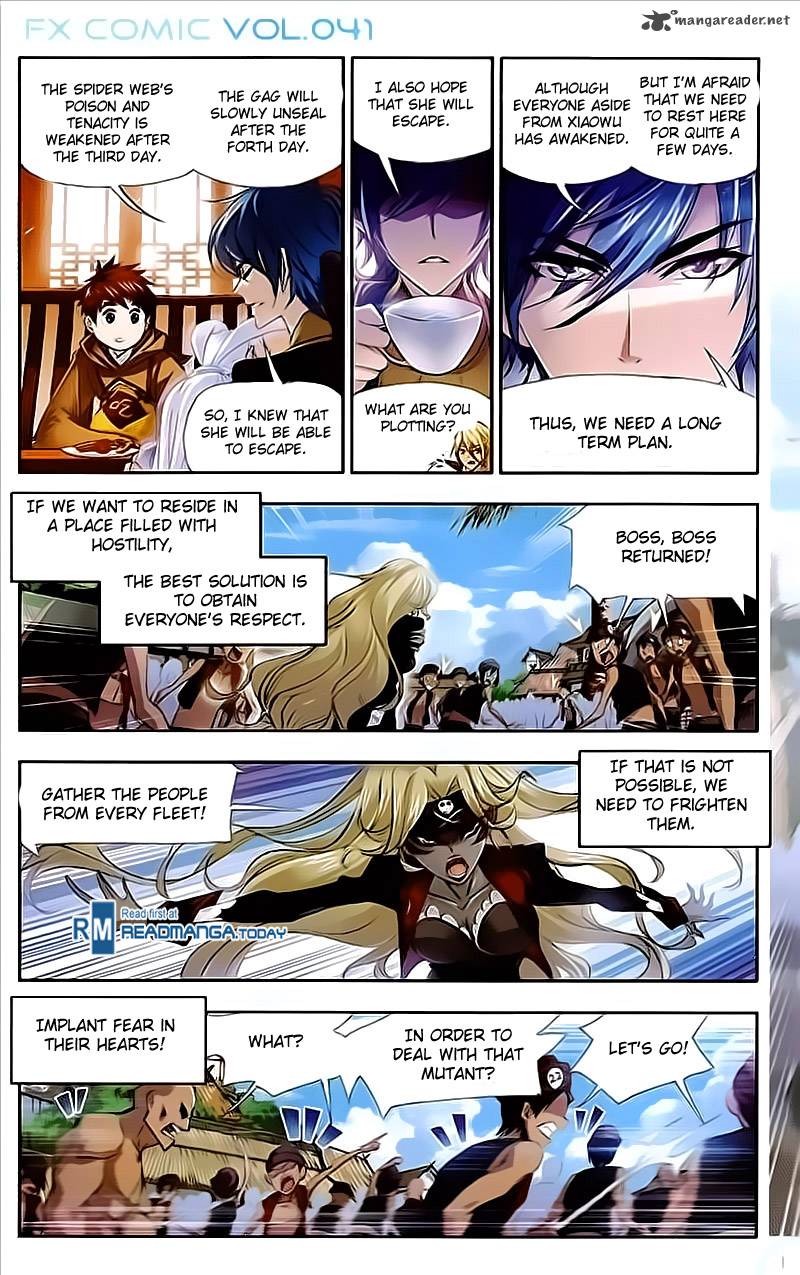 FX COMIC VOL.041
mangareader.net
THE SPIDER WEB'S
POISON AND
TENACITY IS
WEAKENED AFTER
THE THIRD DAY.
THE GAG WILL
SLOWLY UNSEAL
AFTER THE
FORTH DAY.
SO, I KNEW THAT
SHE WILL BE ABLE
TO ESCAPE.
I ALSO HOPE
THAT SHE WILL
ESCAPE.
WHAT ARE YOU
PLOTTING?
ALTHOUGH
EVERYONE ASIDE
FROM XIAOWU
HAS AWAKENED.
BUT I'M AFRAID
THAT WE NEED
TO REST HERE
FOR QUITE A
FEW DAYS.
THUS, WE NEED A LONG
TERM PLAN.
IF WE WANT TO RESIDE IN
A PLACE FILLED WITH
HOSTILITY,
THE BEST SOLUTION IS
TO OBTAIN
EVERYONE'S RESPECT.
BOSS, BOSS
RETURNED!
GATHER THE PEOPLE
FROM EVERY FLEET!
IF THAT IS NOT
POSSIBLE, WE
NEED TO FRIGHTEN
THEM.
RM
Read first at
READMANGA.TODAY
IMPLANT FEAR IN
THEIR HEARTS!
WHAT?
IN ORDER TO
DEAL WITH THAT
MUTANT?
LET'S GO!
22